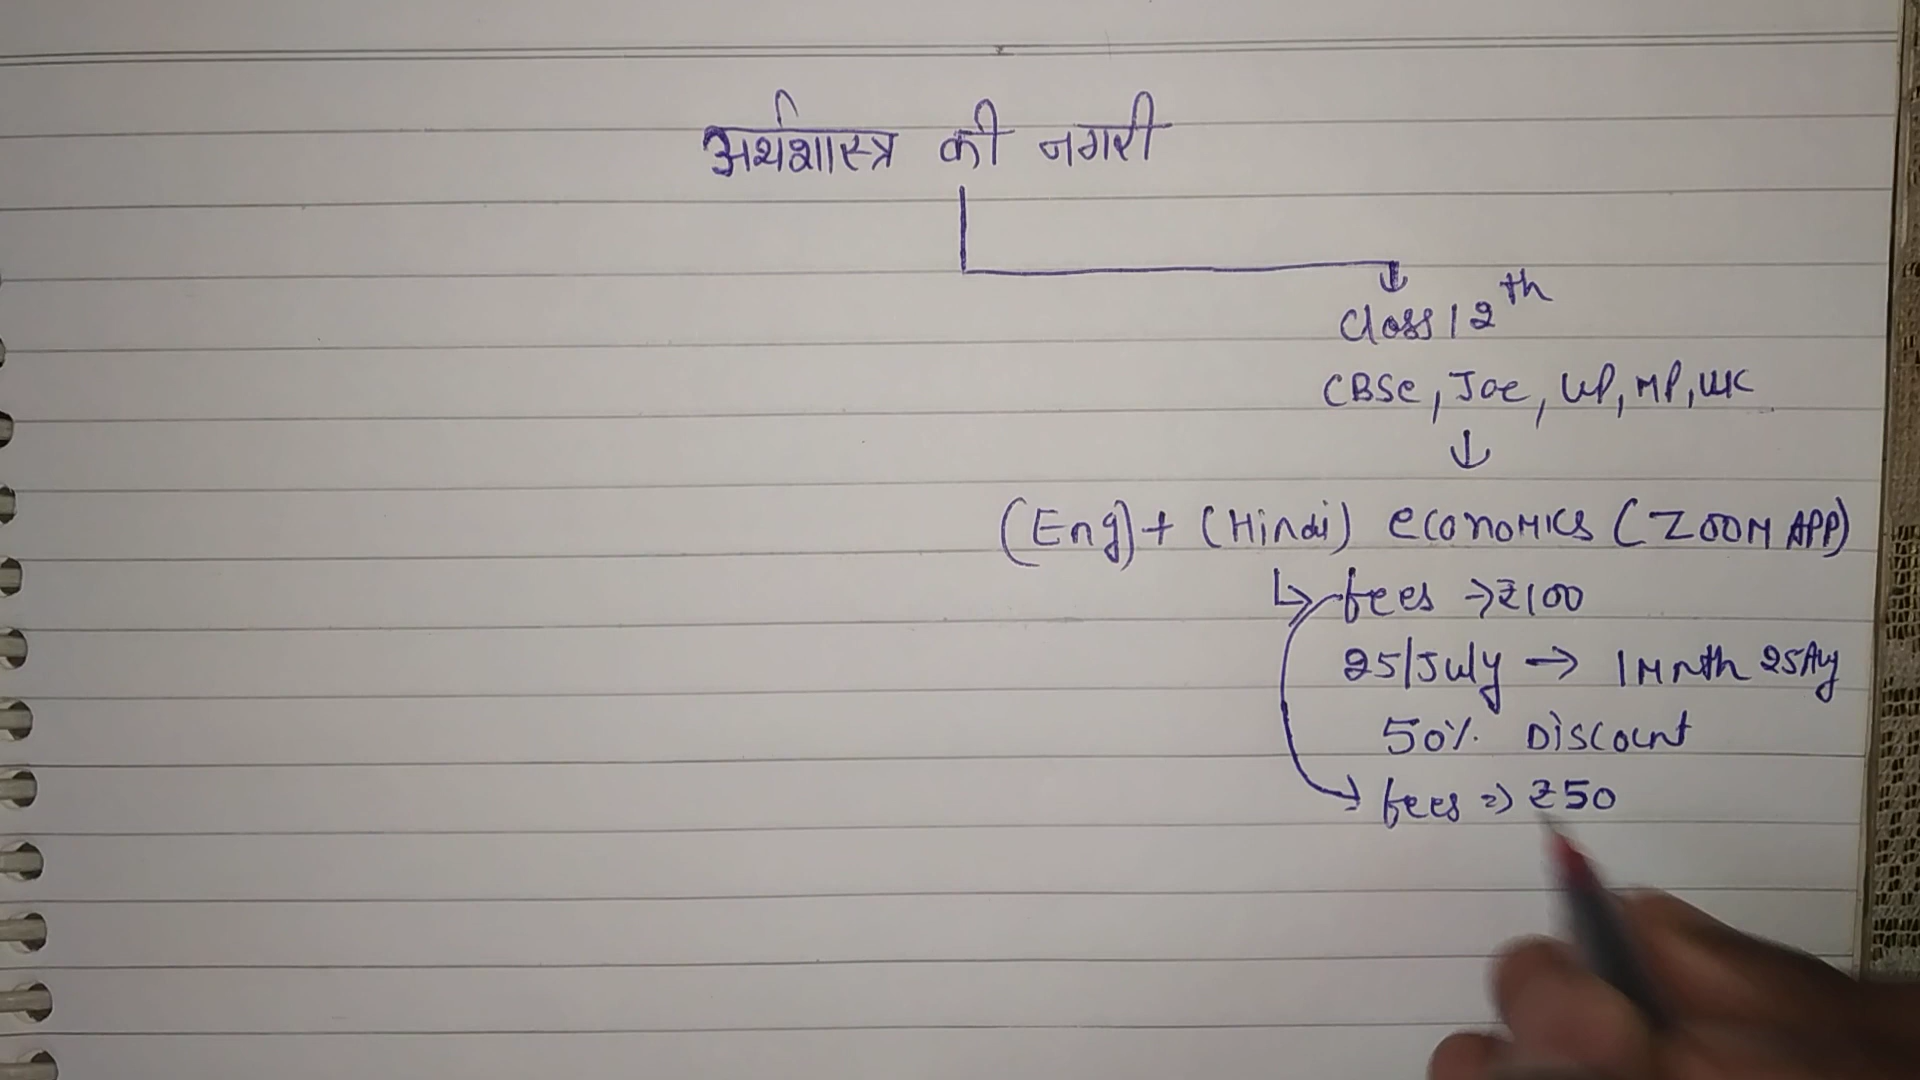 अर्थशास्त्र की नगरी
Class 12th
CBSE, JAC, UP, MP, UK
(Eng) + (Hindi) economics (ZOOM APP)
fees → ₹100
25/July → 1 Mnth 25 Aug
50% Discount
fees ⇒ ₹50